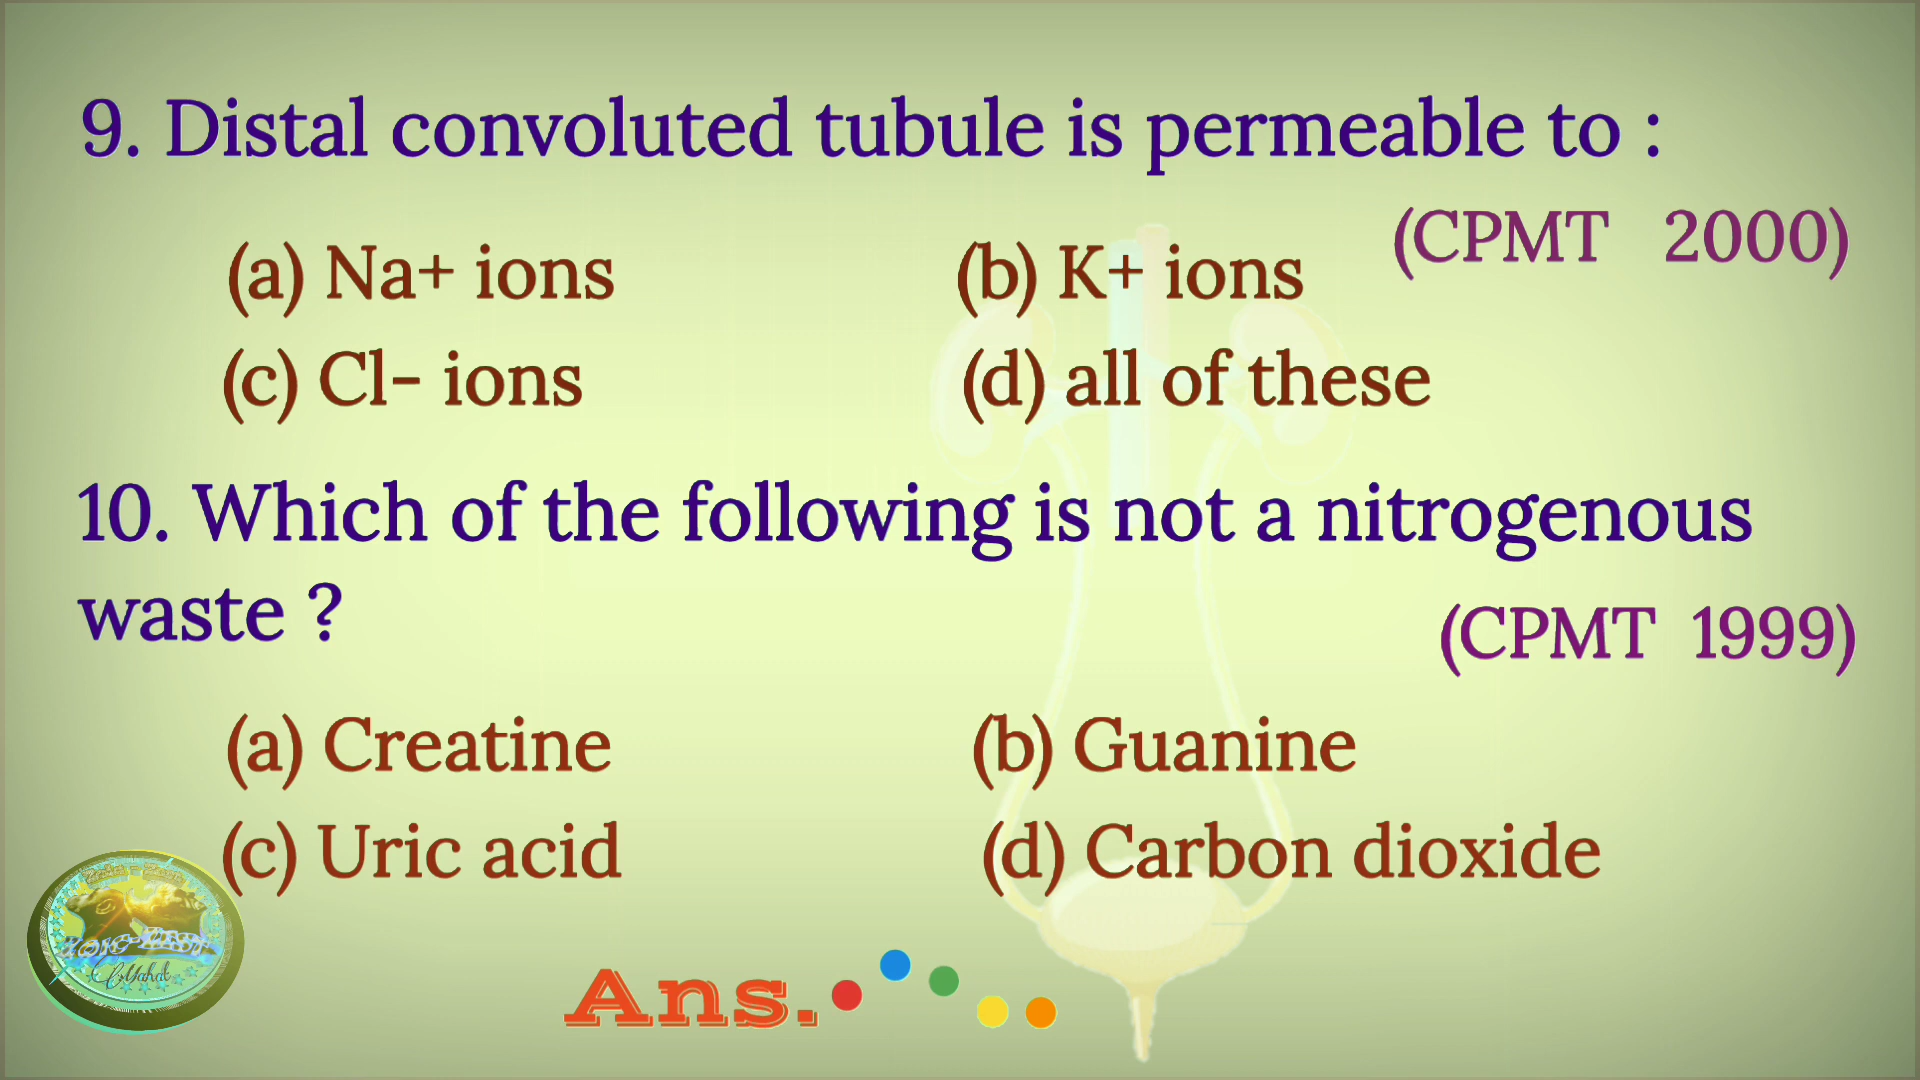 9. Distal convoluted tubule is permeable to :
(CPMT 2000)
(a) Na+ ions (b) K+ ions
(c) Cl- ions (d) all of these
10. Which of the following is not a nitrogenous
waste ?
(CPMT 1999)
(a) Creatine (b) Guanine
(c) Uric acid (d) Carbon dioxide
Ans.